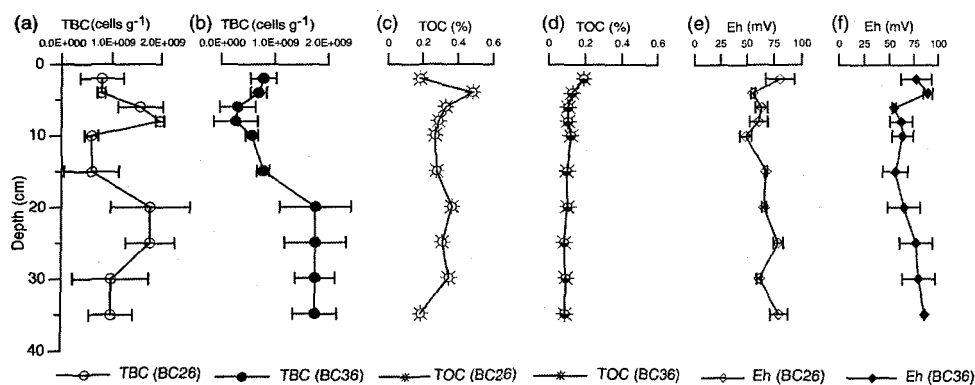 (a) TBC (cells g⁻¹)
0.0E+000 1.0E+009 2.0E+009
(b) TBC (cells g⁻¹)
0.0E+000 1.0E+009 2.0E+009
(c) TOC (%)
0 0.2 0.4 0.6
(d) TOC (%)
0 0.2 0.4 0.6
(e) Eh (mV)
0 25 50 75 100
(f) Eh (mV)
0 25 50 75 100
Depth (cm)
0
10
20
30
40
TBC (BC26) TBC (BC36) TOC (BC26) TOC (BC36) Eh (BC26) Eh (BC36)